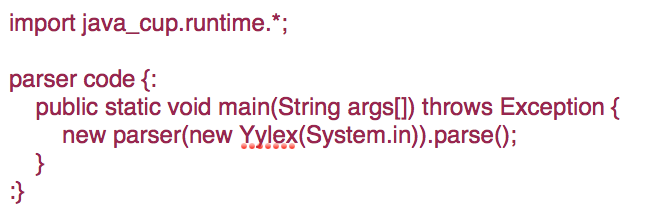 import java_cup.runtime.*;
parser code {:
public static void main(String args[]) throws Exception {
new parser(new Yylex(System.in)).parse();
}
:}